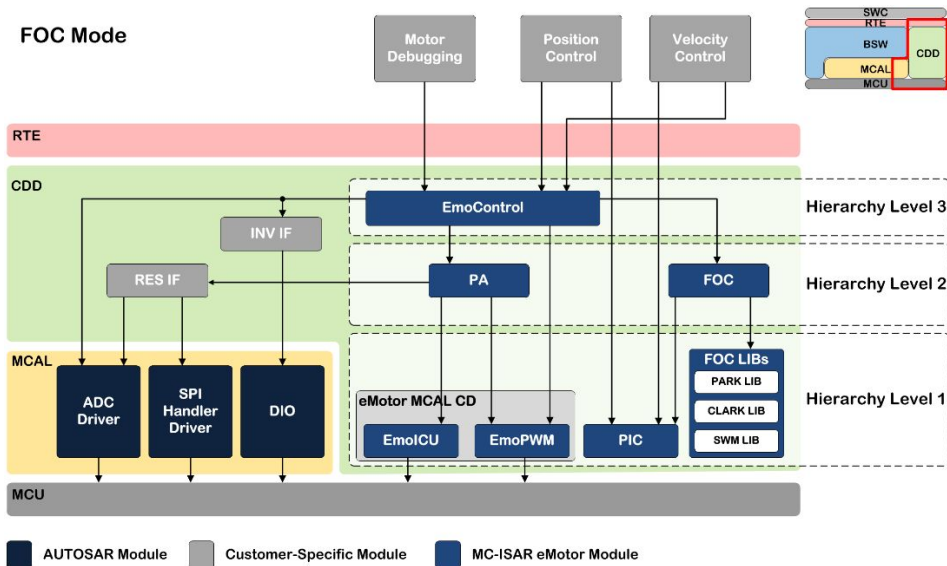 FOC Mode
Motor
Debugging
Position
Control
Velocity
Control
SWC
RTE
BSW
CDD
MCAL
MCU
RTE
CDD
EmoControl
Hierarchy Level 3
INV IF
RES IF
PA
FOC
Hierarchy Level 2
MCAL
ADC
Driver
SPI
Handler
Driver
DIO
eMotor MCAL CD
EmoICU
EmoPWM
PIC
FOC LIBs
PARK LIB
CLARK LIB
SWM LIB
Hierarchy Level 1
MCU
AUTOSAR Module
Customer-Specific Module
MC-ISAR eMotor Module